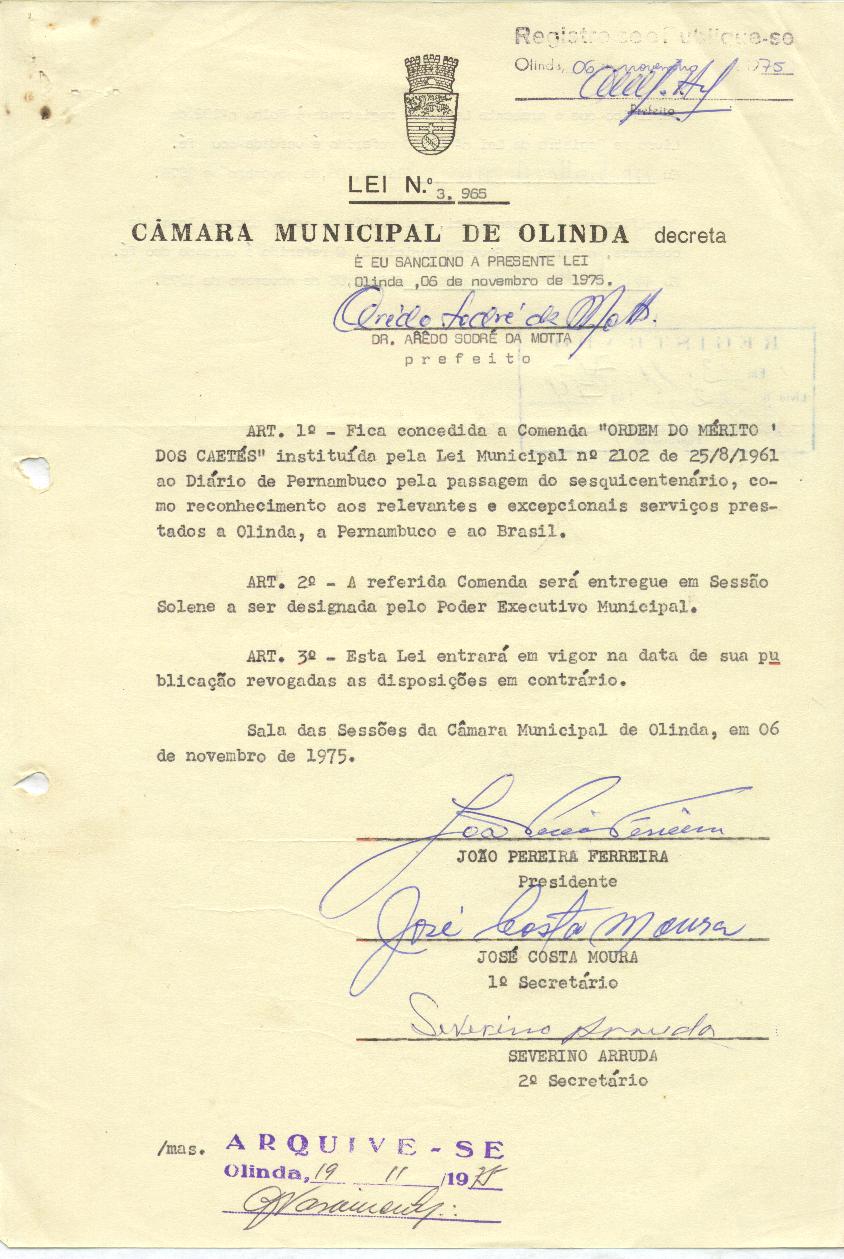 Registre-se e Publique-se
Olinda, 06 novembro 1975
Prefeito
LEI N.º 3.965
CÂMARA MUNICIPAL DE OLINDA decreta
É EU SANCIONO A PRESENTE LEI '
Olinda ,06 de novembro de 1975.
Arêdo Sodré da Motta.
DR. ARÊDO SODRÉ DA MOTTA
prefeito
ART. 1º - Fica concedida a Comenda "ORDEM DO MÉRITO '
DOS CAETÉS" instituída pela Lei Municipal nº 2102 de 25/8/1961
ao Diário de Pernambuco pela passagem do sesquicentenário, co-
mo reconhecimento aos relevantes e excepcionais serviços pres-
tados a Olinda, a Pernambuco e ao Brasil.
ART. 2º - A referida Comenda será entregue em Sessão
Solene a ser designada pelo Poder Executivo Municipal.
ART. 3º - Esta Lei entrará em vigor na data de sua pu
blicação revogadas as disposições em contrário.
Sala das Sessões da Câmara Municipal de Olinda, em 06
de novembro de 1975.
João Pereira Ferreira
JOÃO PEREIRA FERREIRA
Presidente
José Costa Moura
JOSÉ COSTA MOURA
1º Secretário
Severino Arruda
SEVERINO ARRUDA
2º Secretário
/mas. ARQUIVE-SE
Olinda, 19 11 /1975